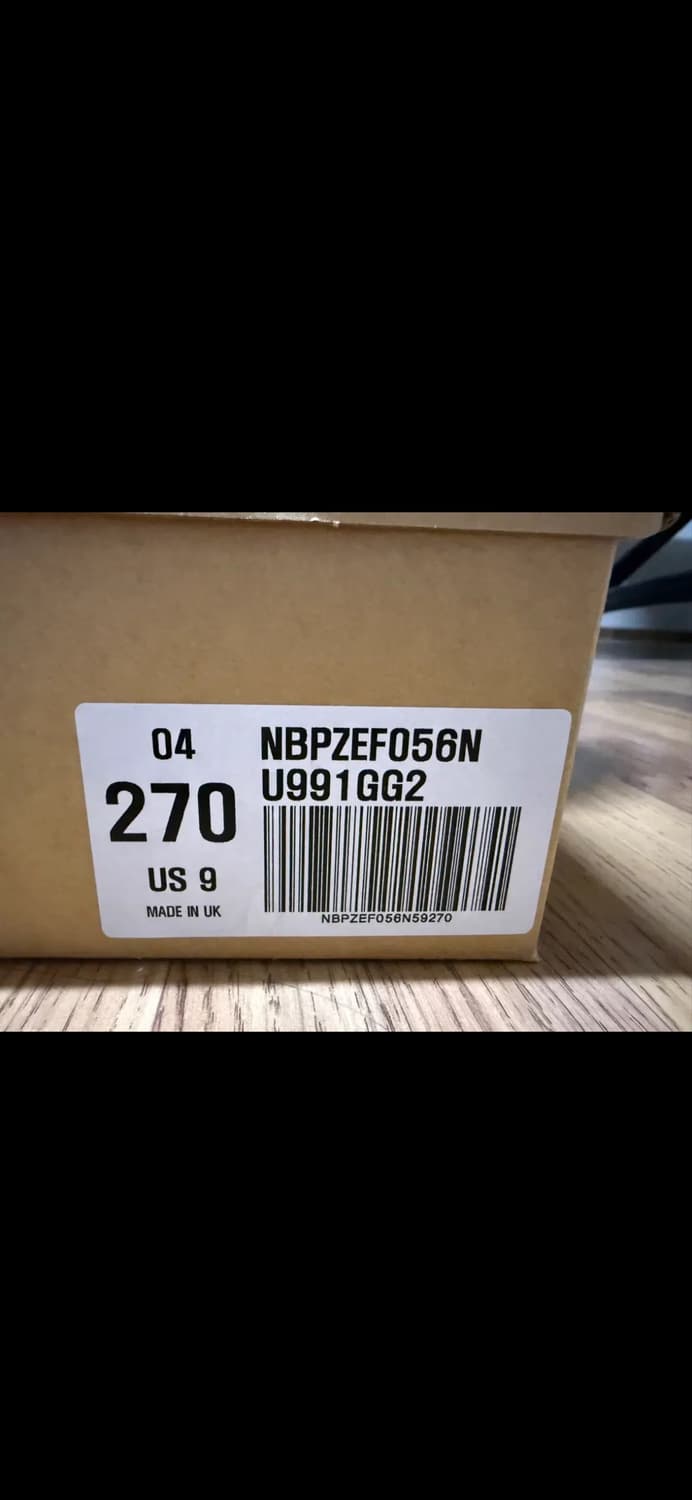 04
270
US 9
MADE IN UK
NBPZEF056N
U991GG2
NBPZEF056N59270